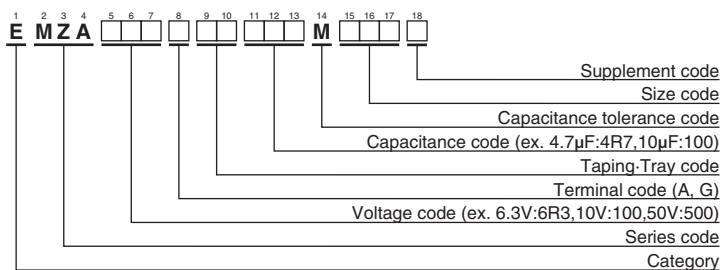 1 2 3 4 5 6 7 8 9 10 11 12 13 14 15 16 17 18
E MZA M
Supplement code
Size code
Capacitance tolerance code
Capacitance code (ex. 4.7μF:4R7,10μF:100)
Taping·Tray code
Terminal code (A, G)
Voltage code (ex. 6.3V:6R3,10V:100,50V:500)
Series code
Category